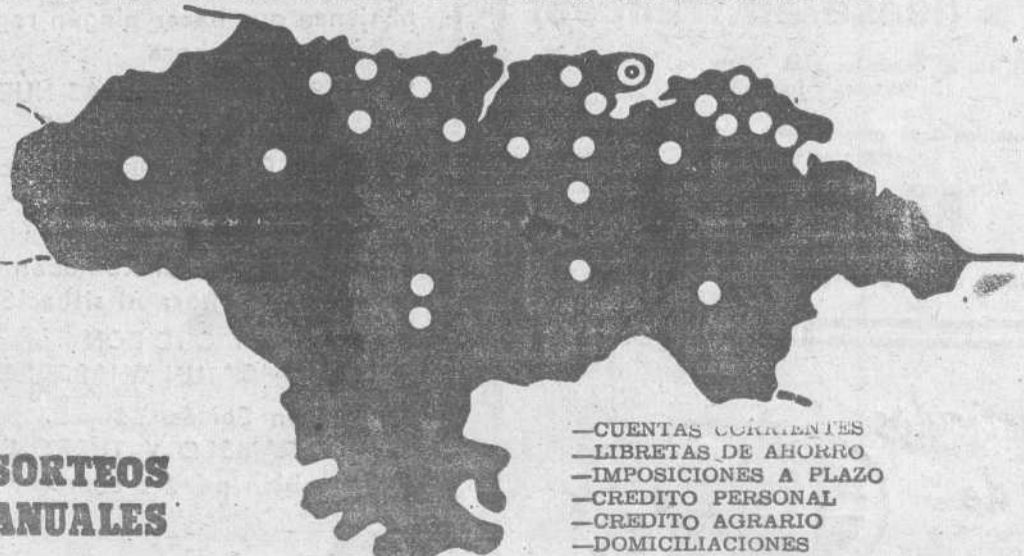 SORTEOS
ANUALES
—CUENTAS CORRIENTES
—LIBRETAS DE AHORRO
—IMPOSICIONES A PLAZO
—CREDITO PERSONAL
—CREDITO AGRARIO
—DOMICILIACIONES